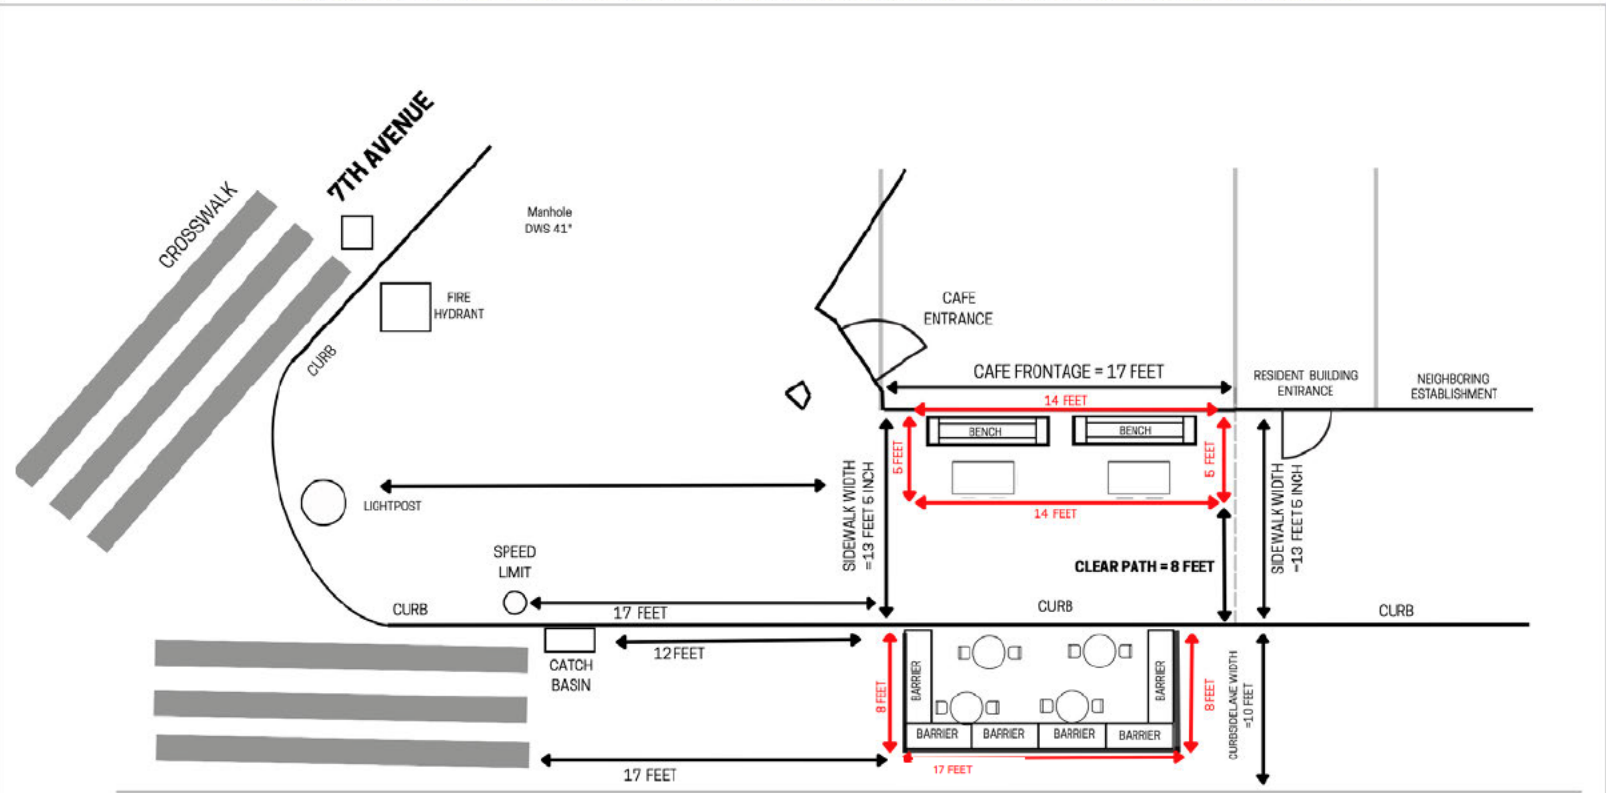 7TH AVENUE
CROSSWALK
Manhole
DWS 41"
FIRE
HYDRANT
CURB
CAFE
ENTRANCE
CAFE FRONTAGE = 17 FEET
RESIDENT BUILDING
ENTRANCE
NEIGHBORING
ESTABLISHMENT
14 FEET
BENCH
BENCH
5 FEET
5 FEET
SIDEWALK WIDTH
=13 FEET 5 INCH
SIDEWALK WIDTH
=13 FEET 5 INCH
LIGHTPOST
14 FEET
SPEED
LIMIT
CLEAR PATH = 8 FEET
CURB
17 FEET
CURB
CURB
12 FEET
CATCH
BASIN
8 FEET
BARRIER
BARRIER
8 FEET
CURBSIDE LANE WIDTH
=10 FEET
BARRIER
BARRIER
BARRIER
BARRIER
17 FEET
17 FEET